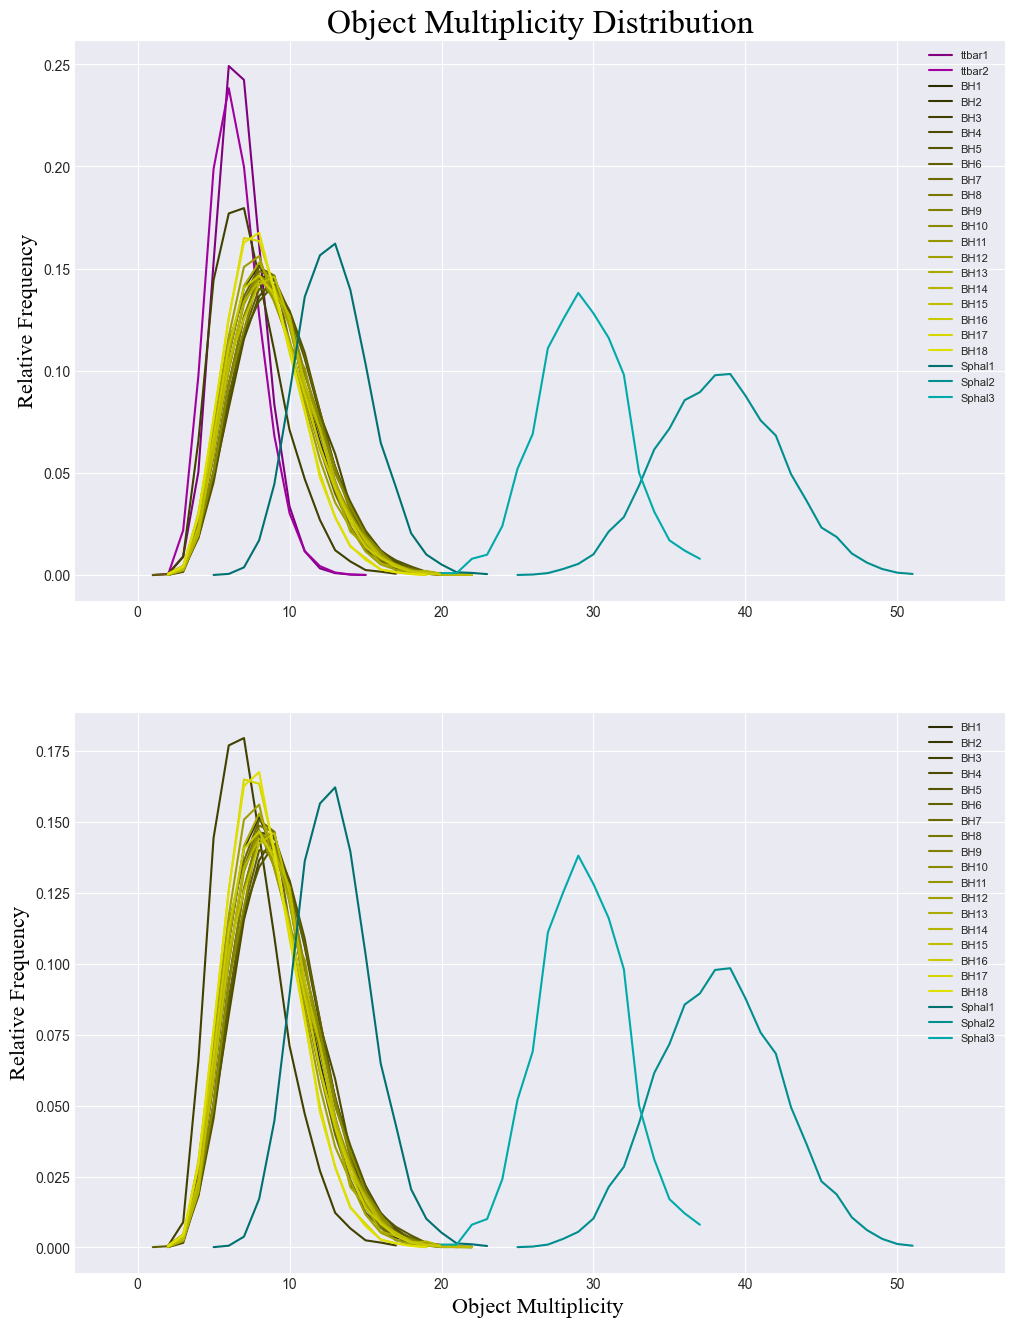 Object Multiplicity Distribution
Relative Frequency
0.25
0.20
0.15
0.10
0.05
0.00
0 10 20 30 40 50
ttbar1
ttbar2
BH1
BH2
BH3
BH4
BH5
BH6
BH7
BH8
BH9
BH10
BH11
BH12
BH13
BH14
BH15
BH16
BH17
BH18
Sphal1
Sphal2
Sphal3
Relative Frequency
0.175
0.150
0.125
0.100
0.075
0.050
0.025
0.000
0 10 20 30 40 50
Object Multiplicity
BH1
BH2
BH3
BH4
BH5
BH6
BH7
BH8
BH9
BH10
BH11
BH12
BH13
BH14
BH15
BH16
BH17
BH18
Sphal1
Sphal2
Sphal3